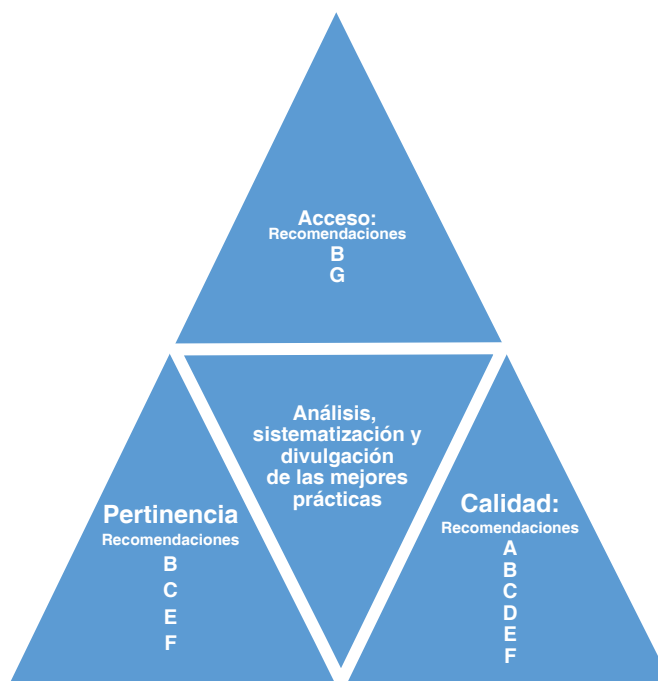 Acceso:
Recomendaciones
B
G
Análisis,
sistematización y
divulgación
de las mejores
prácticas
Pertinencia
Recomendaciones
B
C
E
F
Calidad:
Recomendaciones
A
B
C
D
E
F